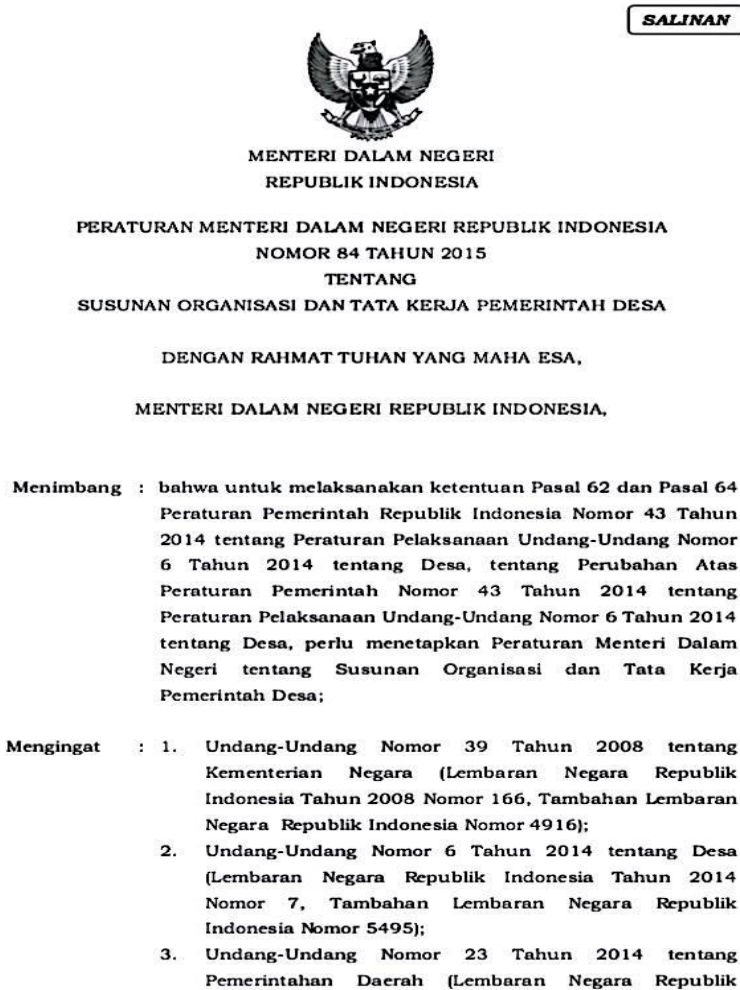 SALINAN
MENTERI DALAM NEGERI
REPUBLIK INDONESIA
PERATURAN MENTERI DALAM NEGERI REPUBLIK INDONESIA
NOMOR 84 TAHUN 2015
TENTANG
SUSUNAN ORGANISASI DAN TATA KERJA PEMERINTAH DESA
DENGAN RAHMAT TUHAN YANG MAHA ESA,
MENTERI DALAM NEGERI REPUBLIK INDONESIA,
Menimbang : bahwa untuk melaksanakan ketentuan Pasal 62 dan Pasal 64
Peraturan Pemerintah Republik Indonesia Nomor 43 Tahun
2014 tentang Peraturan Pelaksanaan Undang-Undang Nomor
6 Tahun 2014 tentang Desa, tentang Perubahan Atas
Peraturan Pemerintah Nomor 43 Tahun 2014 tentang
Peraturan Pelaksanaan Undang-Undang Nomor 6 Tahun 2014
tentang Desa, perlu menetapkan Peraturan Menteri Dalam
Negeri tentang Susunan Organisasi dan Tata Kerja
Pemerintah Desa;
Mengingat : 1. Undang-Undang Nomor 39 Tahun 2008 tentang
Kementerian Negara (Lembaran Negara Republik
Indonesia Tahun 2008 Nomor 166, Tambahan Lembaran
Negara Republik Indonesia Nomor 4916);
2. Undang-Undang Nomor 6 Tahun 2014 tentang Desa
(Lembaran Negara Republik Indonesia Tahun 2014
Nomor 7, Tambahan Lembaran Negara Republik
Indonesia Nomor 5495);
3. Undang-Undang Nomor 23 Tahun 2014 tentang
Pemerintahan Daerah (Lembaran Negara Republik